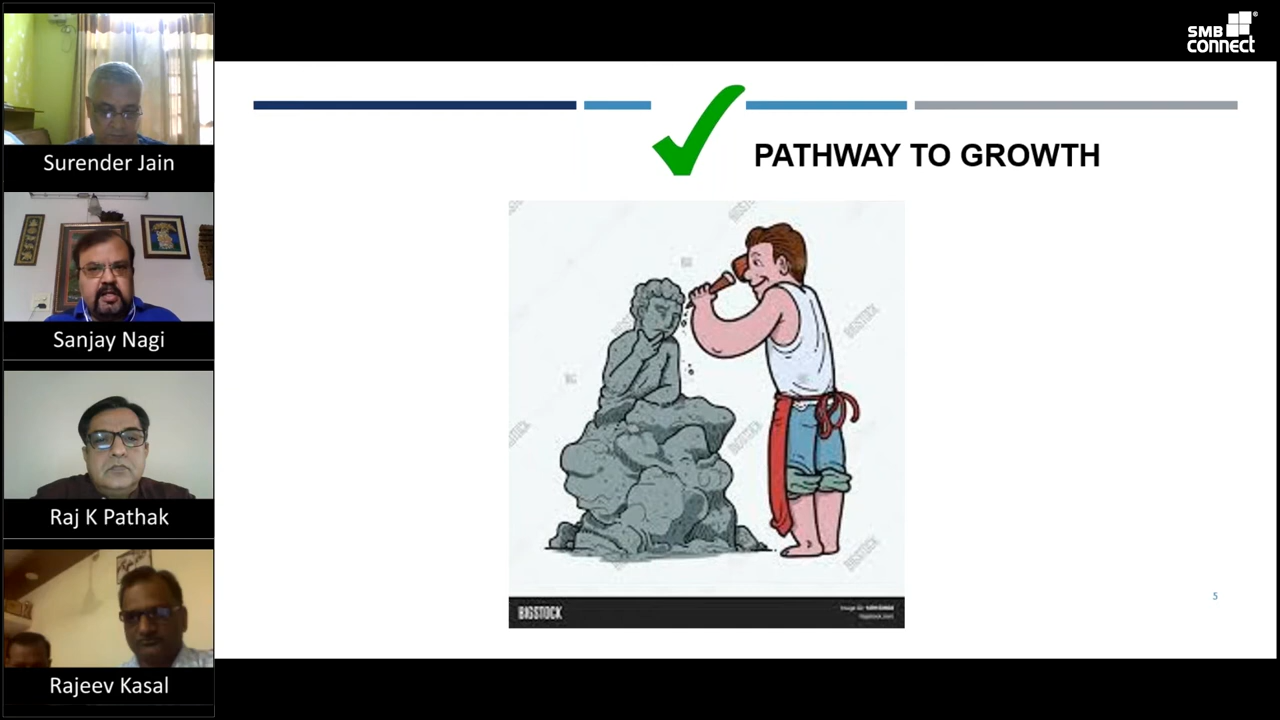 SMB
connect
Surender Jain
Sanjay Nagi
Raj K Pathak
Rajeev Kasal
PATHWAY TO GROWTH
BIGSTOCK
5